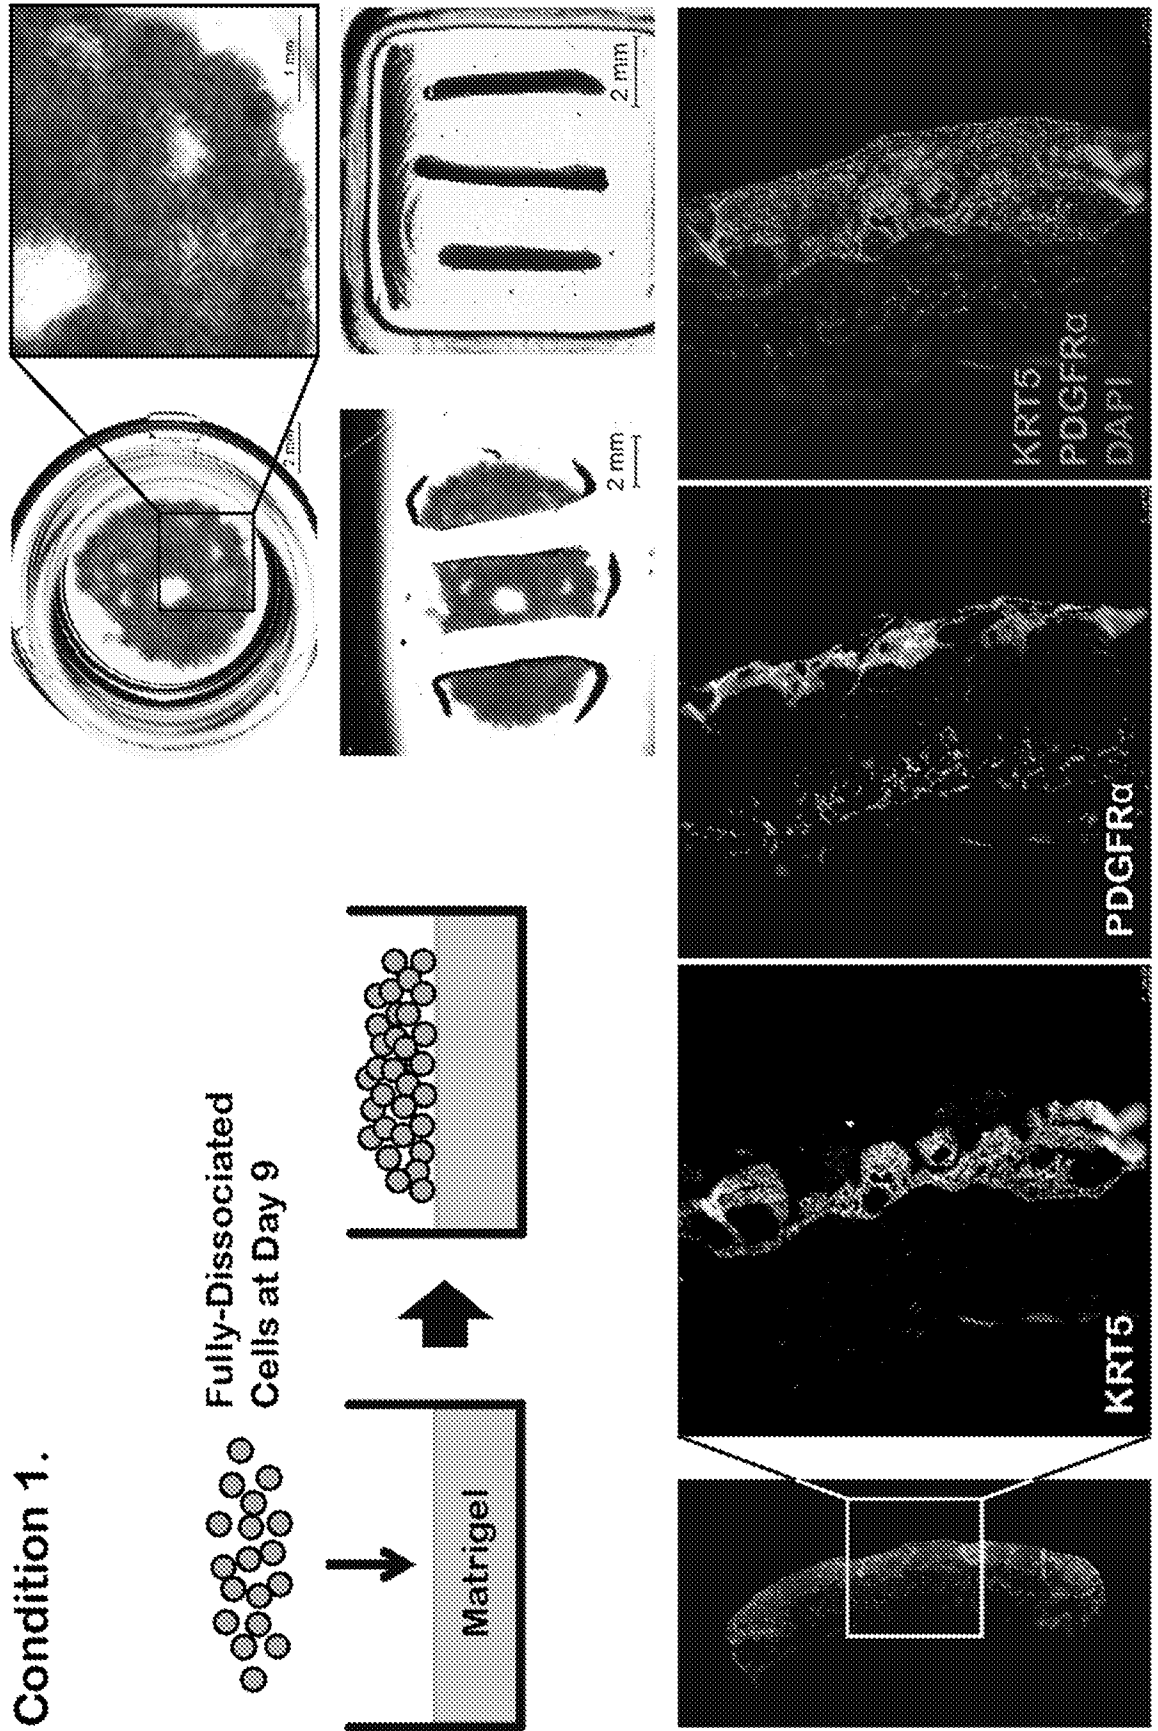 Condition 1.
Fully-Dissociated
Cells at Day 9
Matrigel
2 mm
1 mm
2 mm
2 mm
KRT5
PDGFRα
KRT5
PDGFRα
DAPI